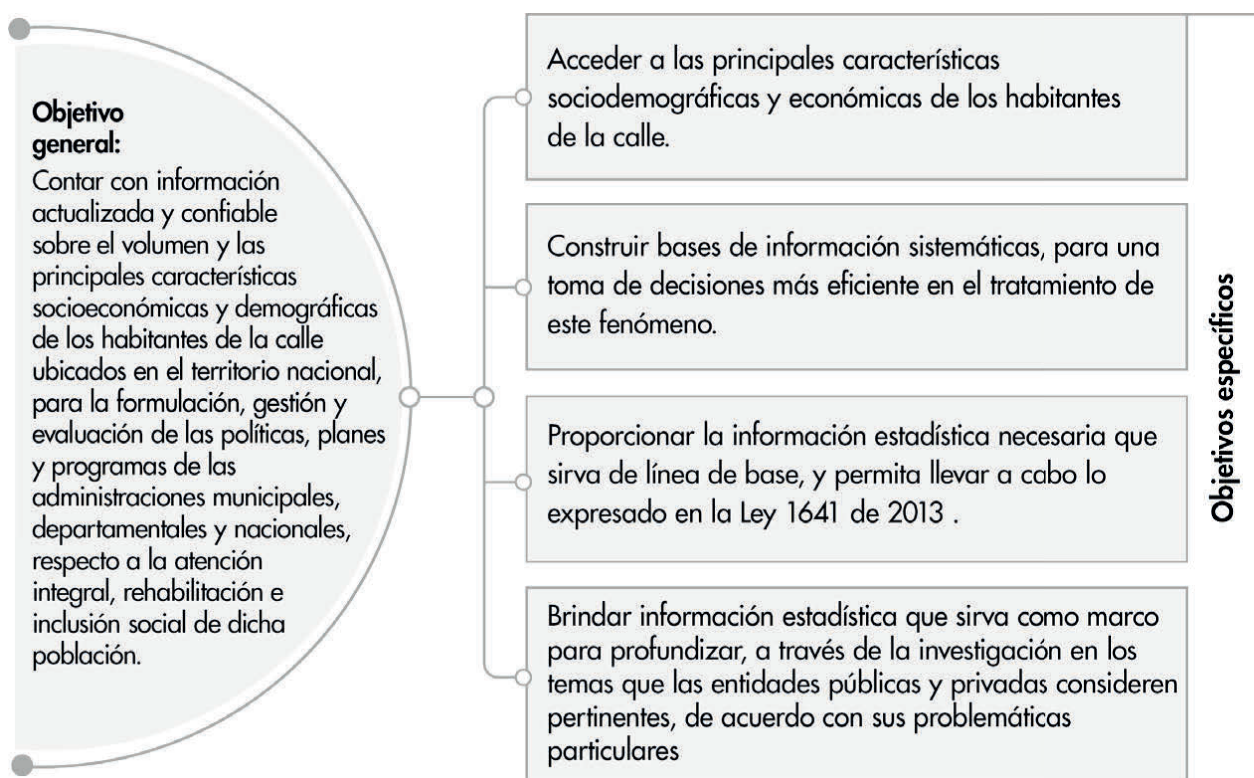 Objetivo
general:
Contar con información
actualizada y confiable
sobre el volumen y las
principales características
socioeconómicas y demográficas
de los habitantes de la calle
ubicados en el territorio nacional,
para la formulación, gestión y
evaluación de las políticas, planes
y programas de las
administraciones municipales,
departamentales y nacionales,
respecto a la atención
integral, rehabilitación e
inclusión social de dicha
población.
Acceder a las principales características
sociodemográficas y económicas de los habitantes
de la calle.
Construir bases de información sistemáticas, para una
toma de decisiones más eficiente en el tratamiento de
este fenómeno.
Proporcionar la información estadística necesaria que
sirva de línea de base, y permita llevar a cabo lo
expresado en la Ley 1641 de 2013 .
Brindar información estadística que sirva como marco
para profundizar, a través de la investigación en los
temas que las entidades públicas y privadas consideren
pertinentes, de acuerdo con sus problemáticas
particulares
Objetivos específicos